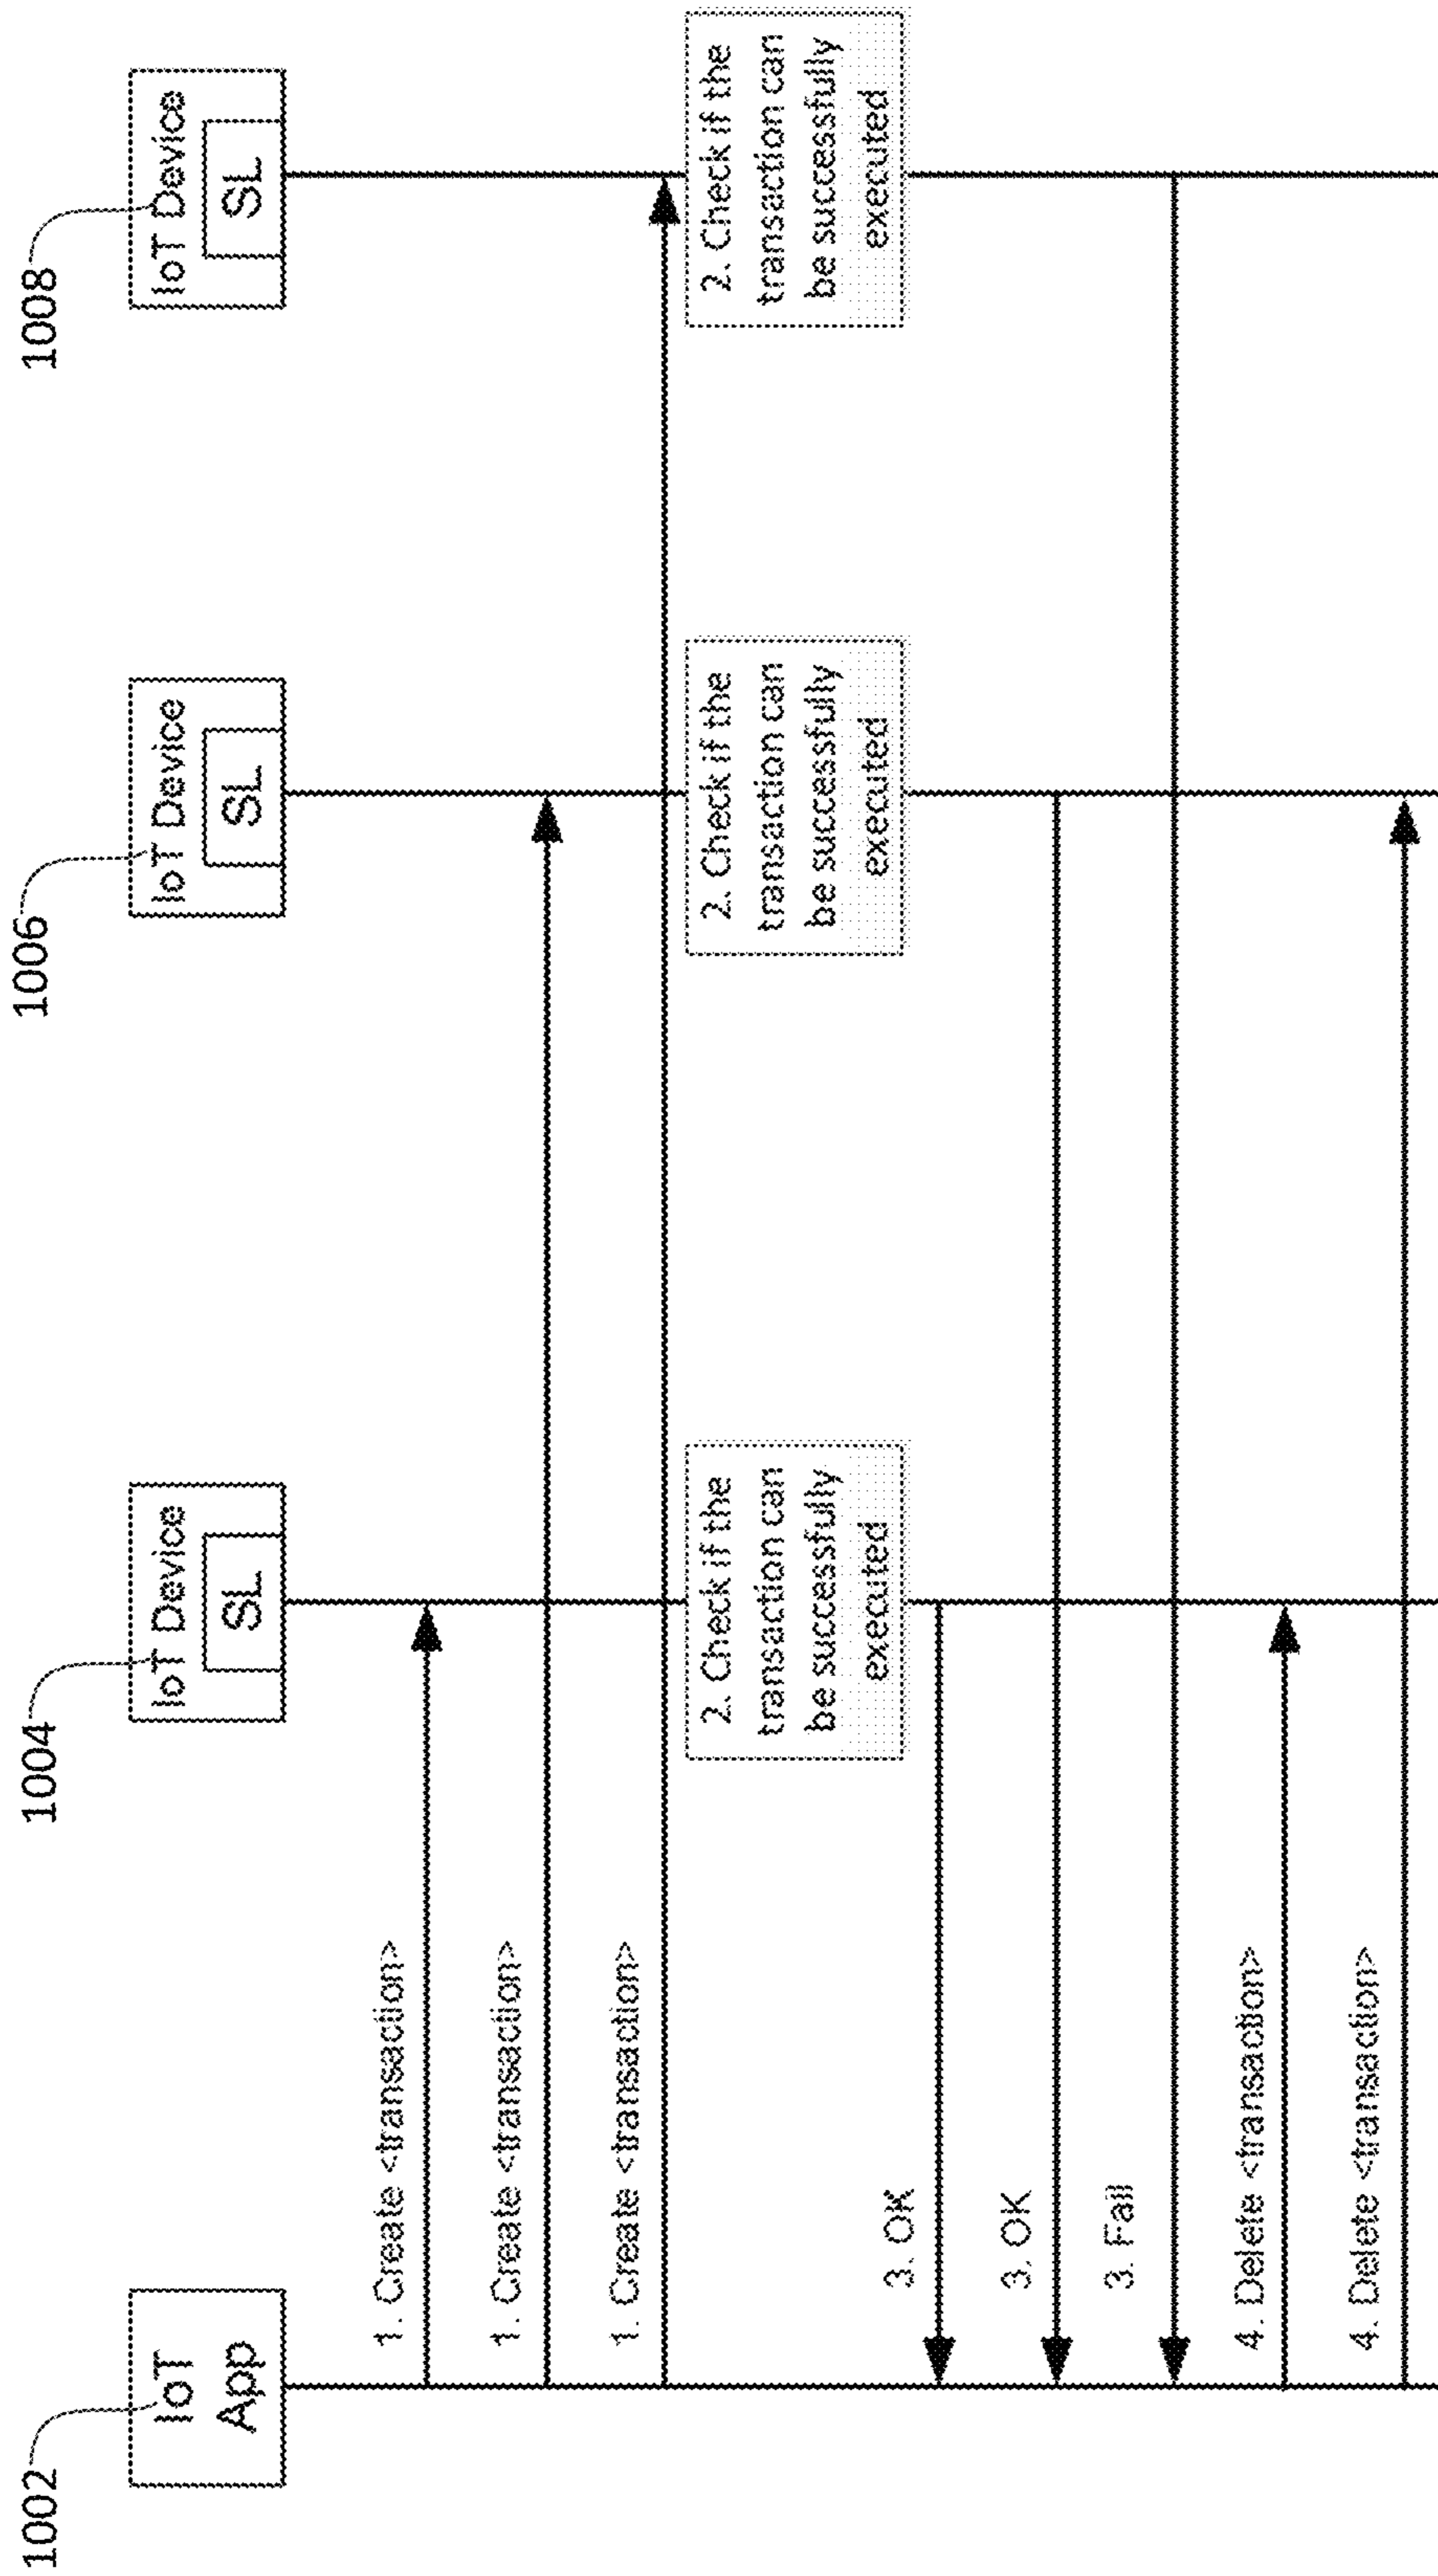 1002
IoT
App
1004
IoT Device
SL
1006
IoT Device
SL
1008
IoT Device
SL
1. Create <transaction>
1. Create <transaction>
1. Create <transaction>
2. Check if the
transaction can
be successfully
executed
2. Check if the
transaction can
be successfully
executed
2. Check if the
transaction can
be successfully
executed
3. OK
3. OK
3. Fail
4. Delete <transaction>
4. Delete <transaction>